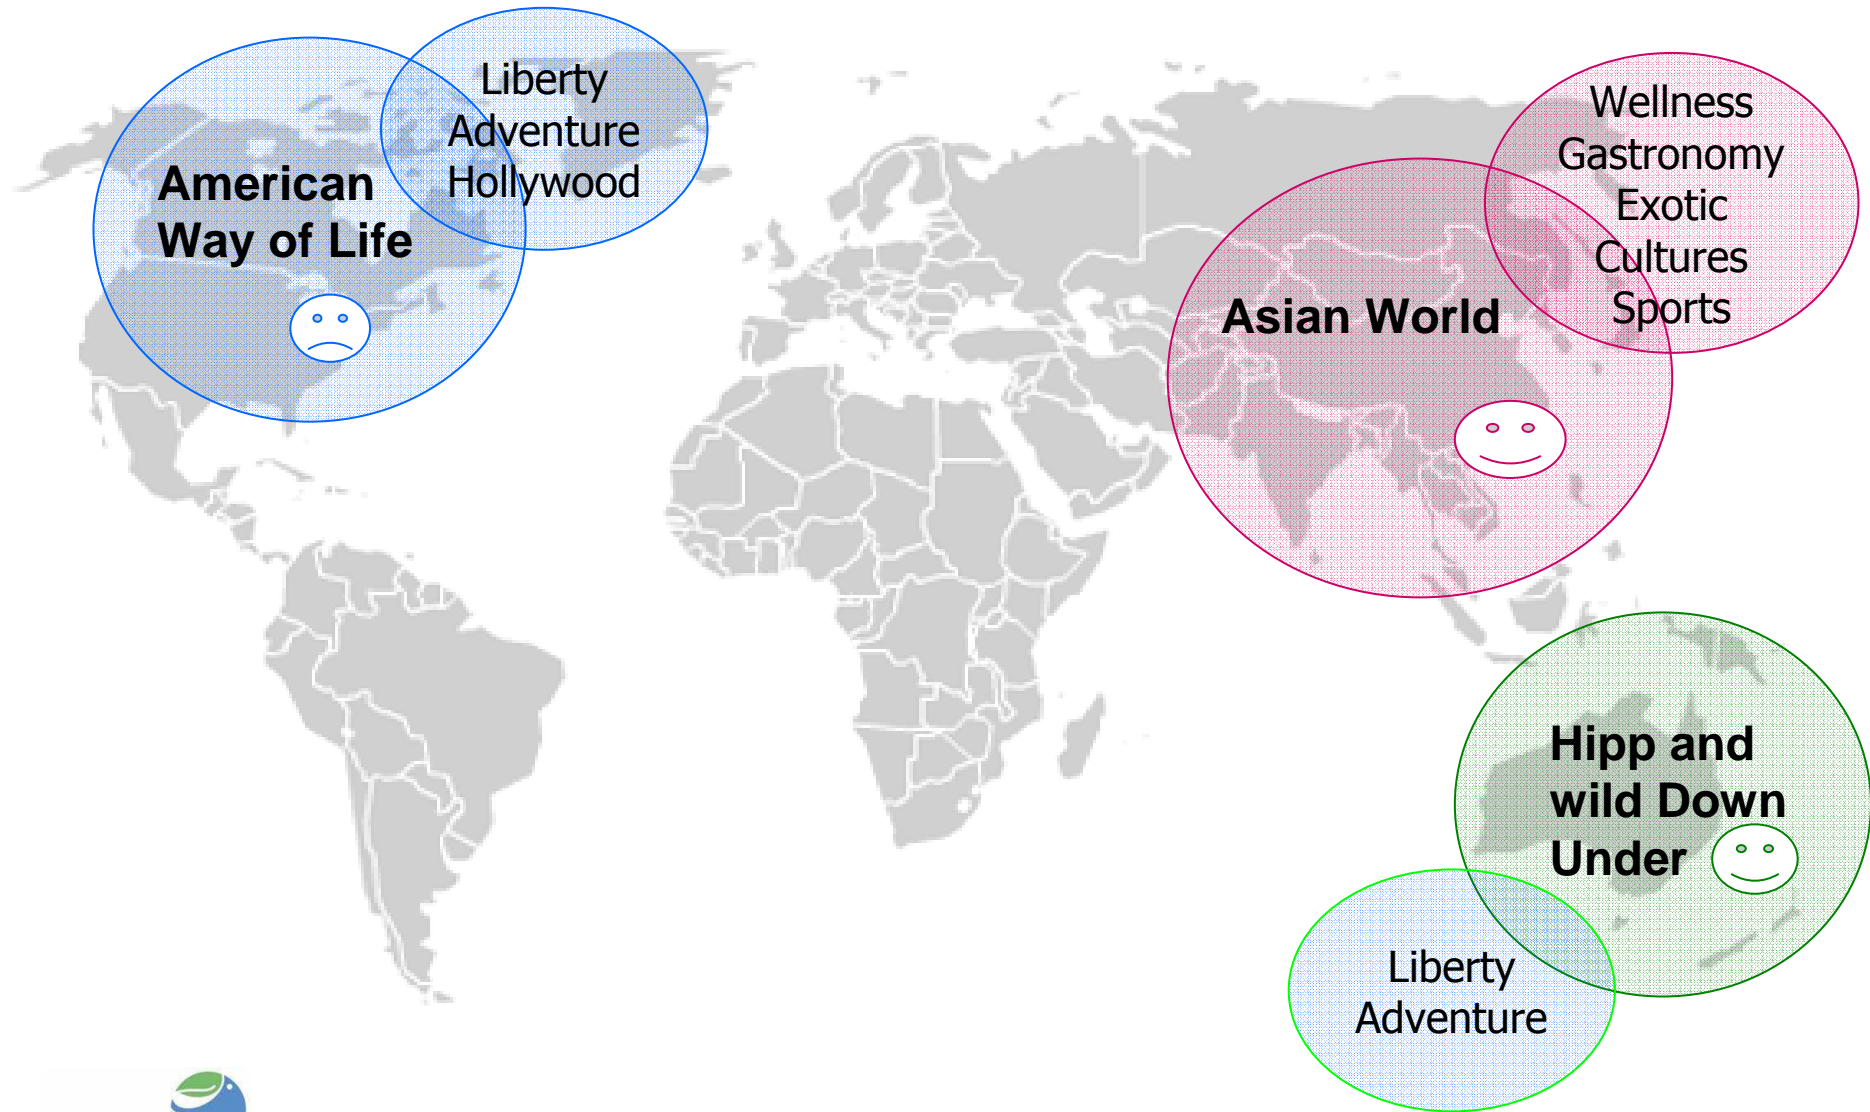 Liberty
Adventure
Hollywood
American
Way of Life
Wellness
Gastronomy
Exotic
Cultures
Sports
Asian World
Hipp and
wild Down
Under
Liberty
Adventure